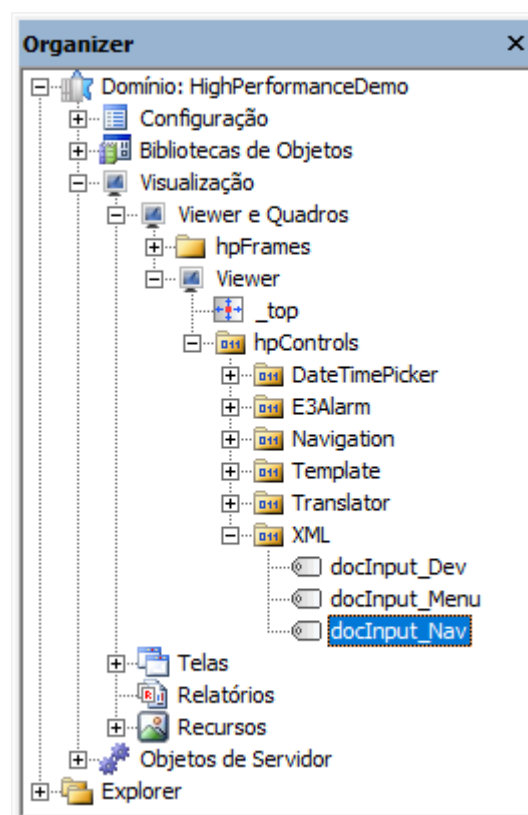 Organizer
Domínio: HighPerformanceDemo
Configuração
Bibliotecas de Objetos
Visualização
Viewer e Quadros
hpFrames
Viewer
_top
hpControls
DateTimePicker
E3Alarm
Navigation
Template
Translator
XML
docInput_Dev
docInput_Menu
docInput_Nav
Telas
Relatórios
Recursos
Objetos de Servidor
Explorer